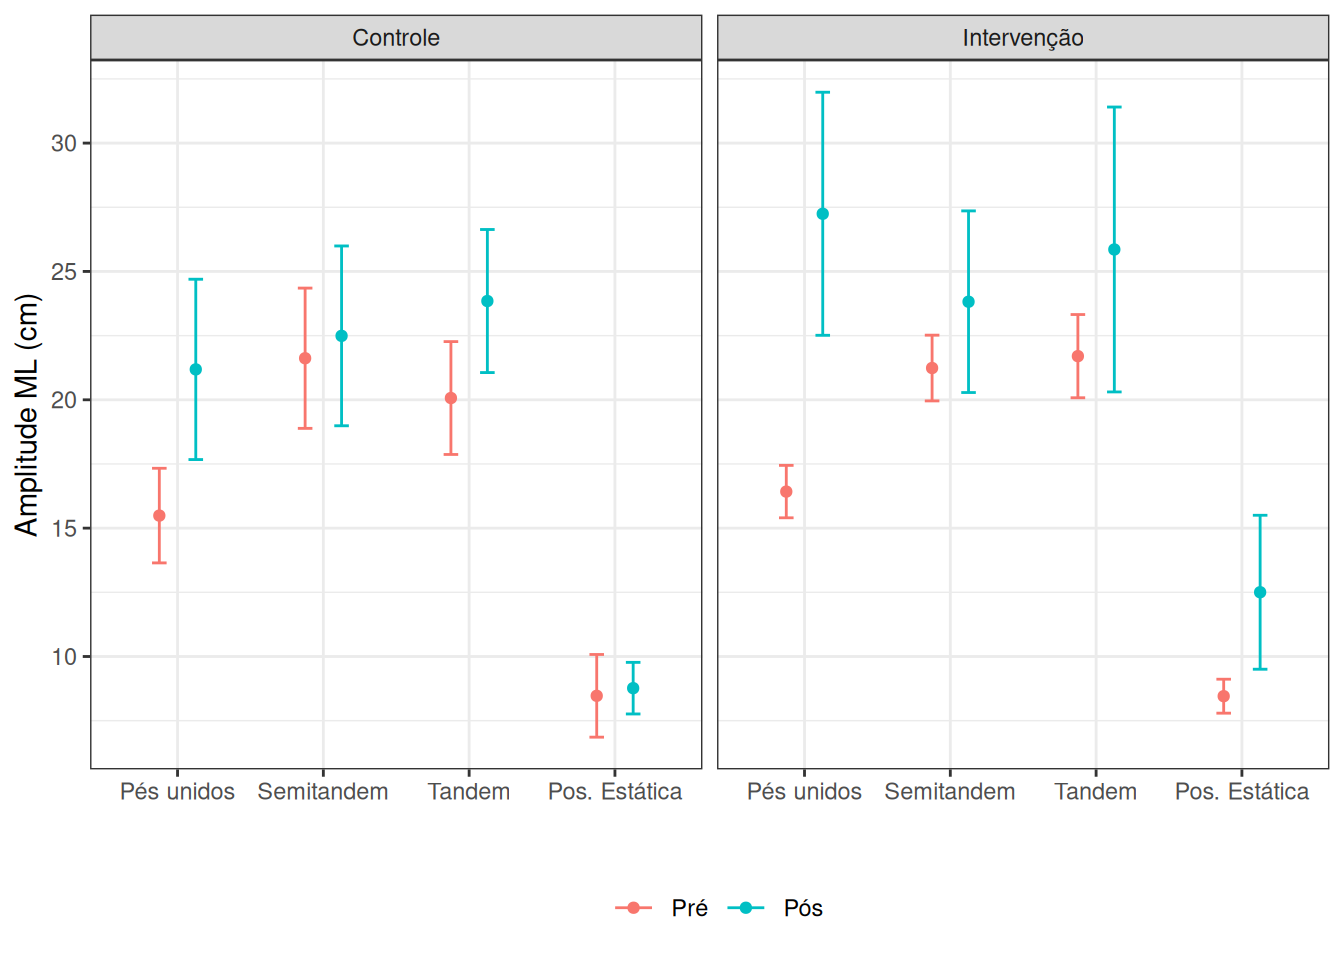 Controle
Intervenção
Amplitude ML (cm)
30
25
20
15
10
Pés unidos Semitandem Tandem Pos. Estática
Pés unidos Semitandem Tandem Pos. Estática
Pré Pós